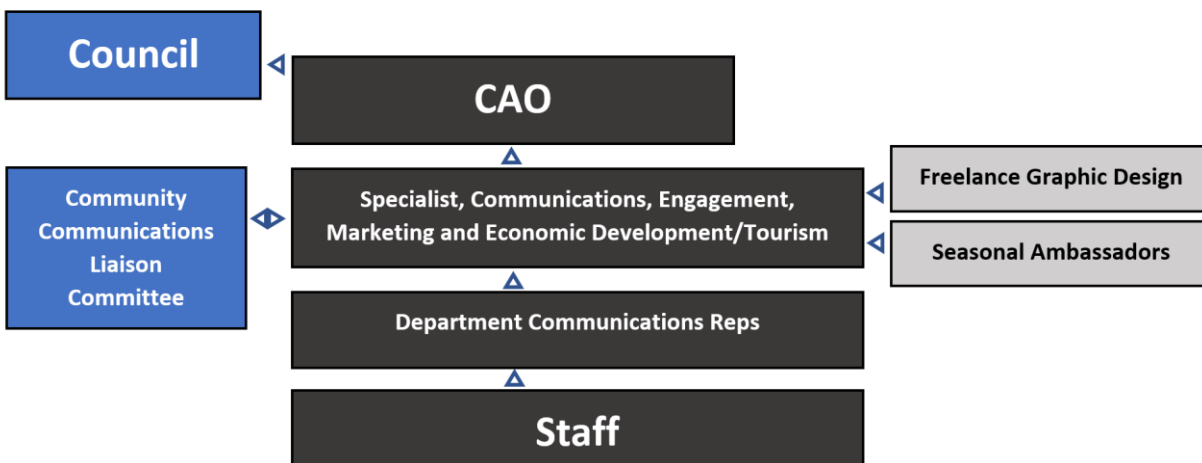 Council
CAO
Community
Communications
Liaison
Committee
Specialist, Communications, Engagement,
Marketing and Economic Development/Tourism
Freelance Graphic Design
Seasonal Ambassadors
Department Communications Reps
Staff